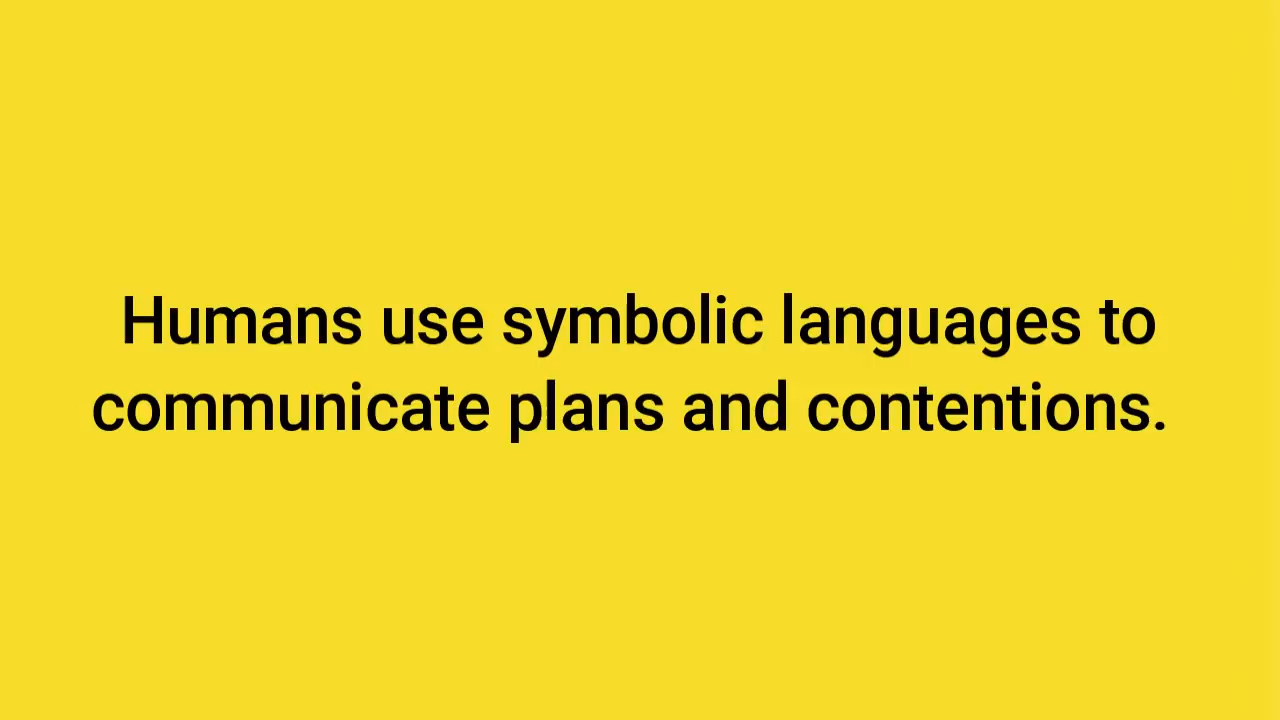 Humans use symbolic languages to
communicate plans and contentions.